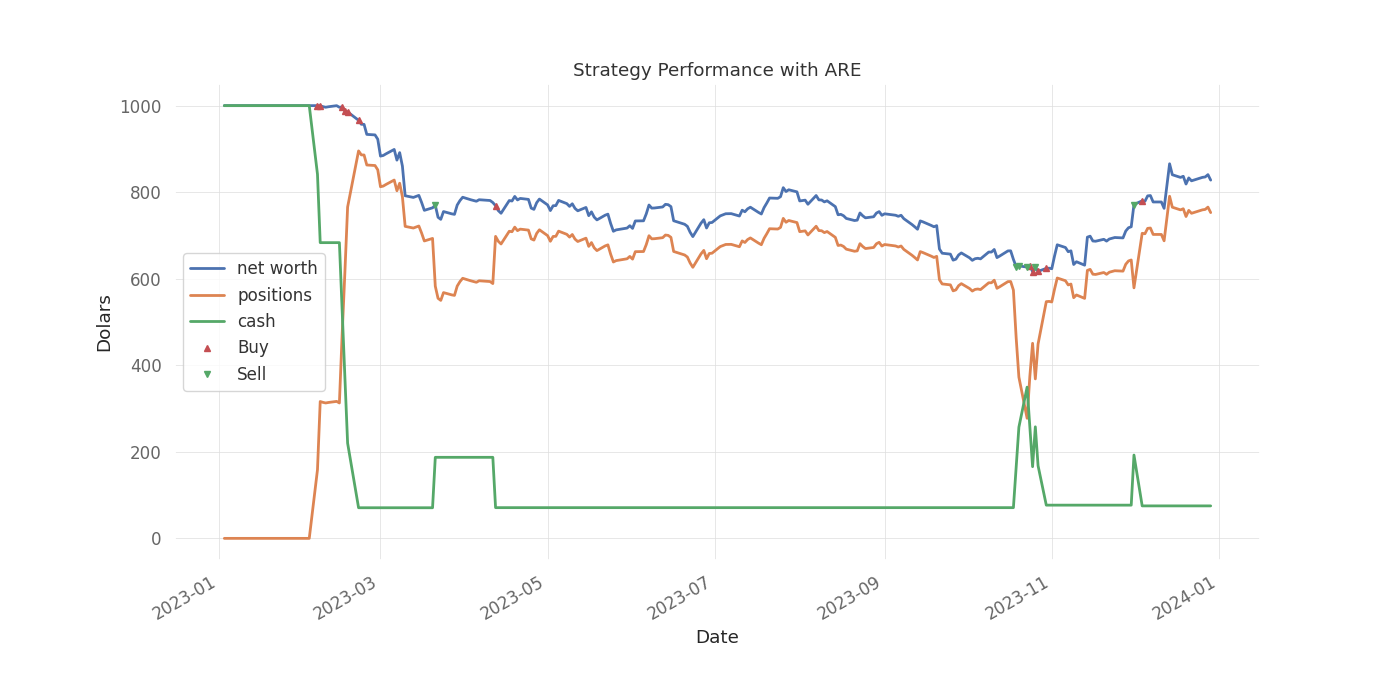 Strategy Performance with ARE
1000
800
600
400
200
0
Dolars
net worth
positions
cash
Buy
Sell
2023-01
2023-03
2023-05
2023-07
2023-09
2023-11
2024-01
Date